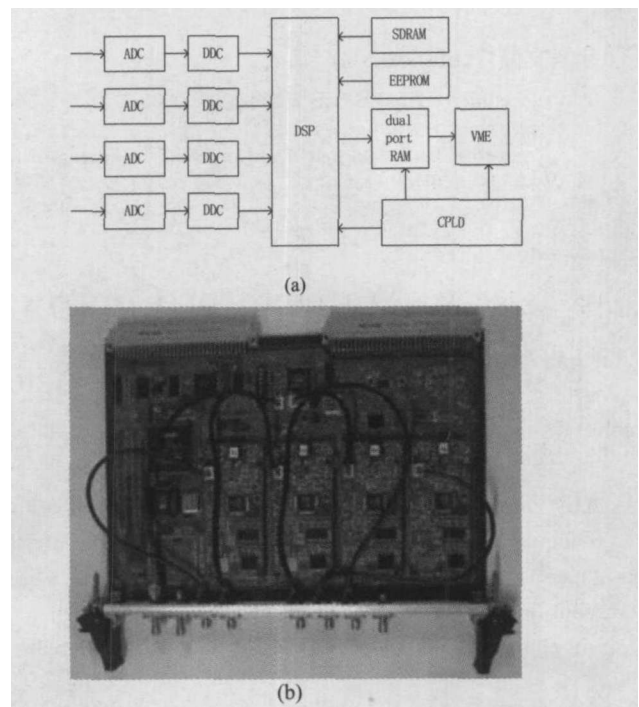 ADC DDC SDRAM
ADC DDC EEPROM
DSP dual port RAM VME
ADC DDC
ADC DDC CPLD
(a)
(b)